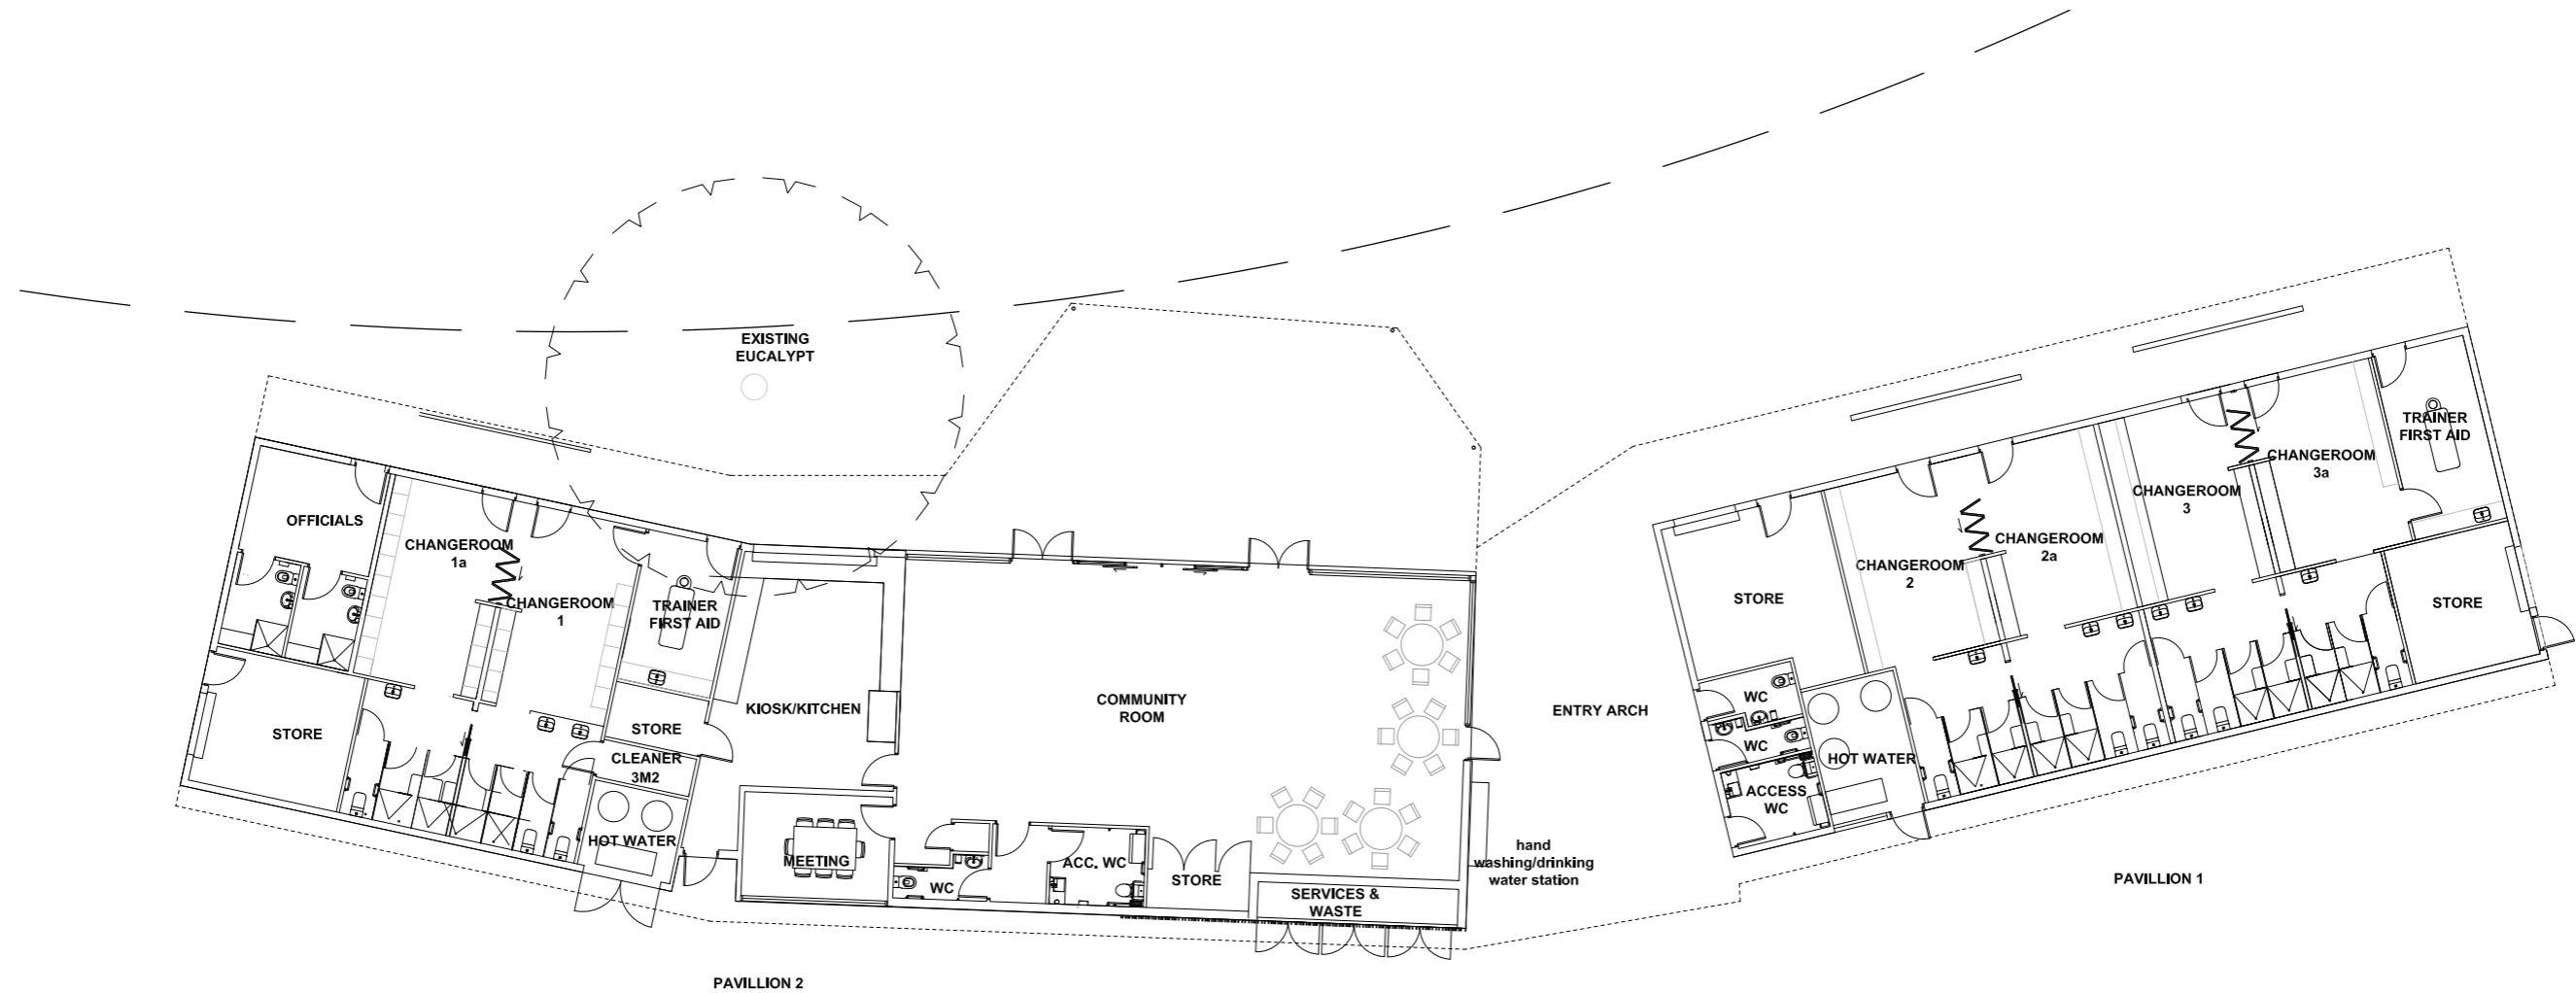 EXISTING
EUCALYPT
OFFICIALS
CHANGEROOM
1a
CHANGEROOM
1
TRAINER
FIRST AID
STORE
STORE
CLEANER
3M2
HOT WATER
KIOSK/KITCHEN
MEETING
COMMUNITY
ROOM
WC
ACC. WC
STORE
SERVICES &
WASTE
PAVILLION 2
ENTRY ARCH
hand
washing/drinking
water station
STORE
WC
WC
ACCESS
WC
HOT WATER
CHANGEROOM
2
CHANGEROOM
2a
CHANGEROOM
3
CHANGEROOM
3a
TRAINER
FIRST AID
STORE
PAVILLION 1